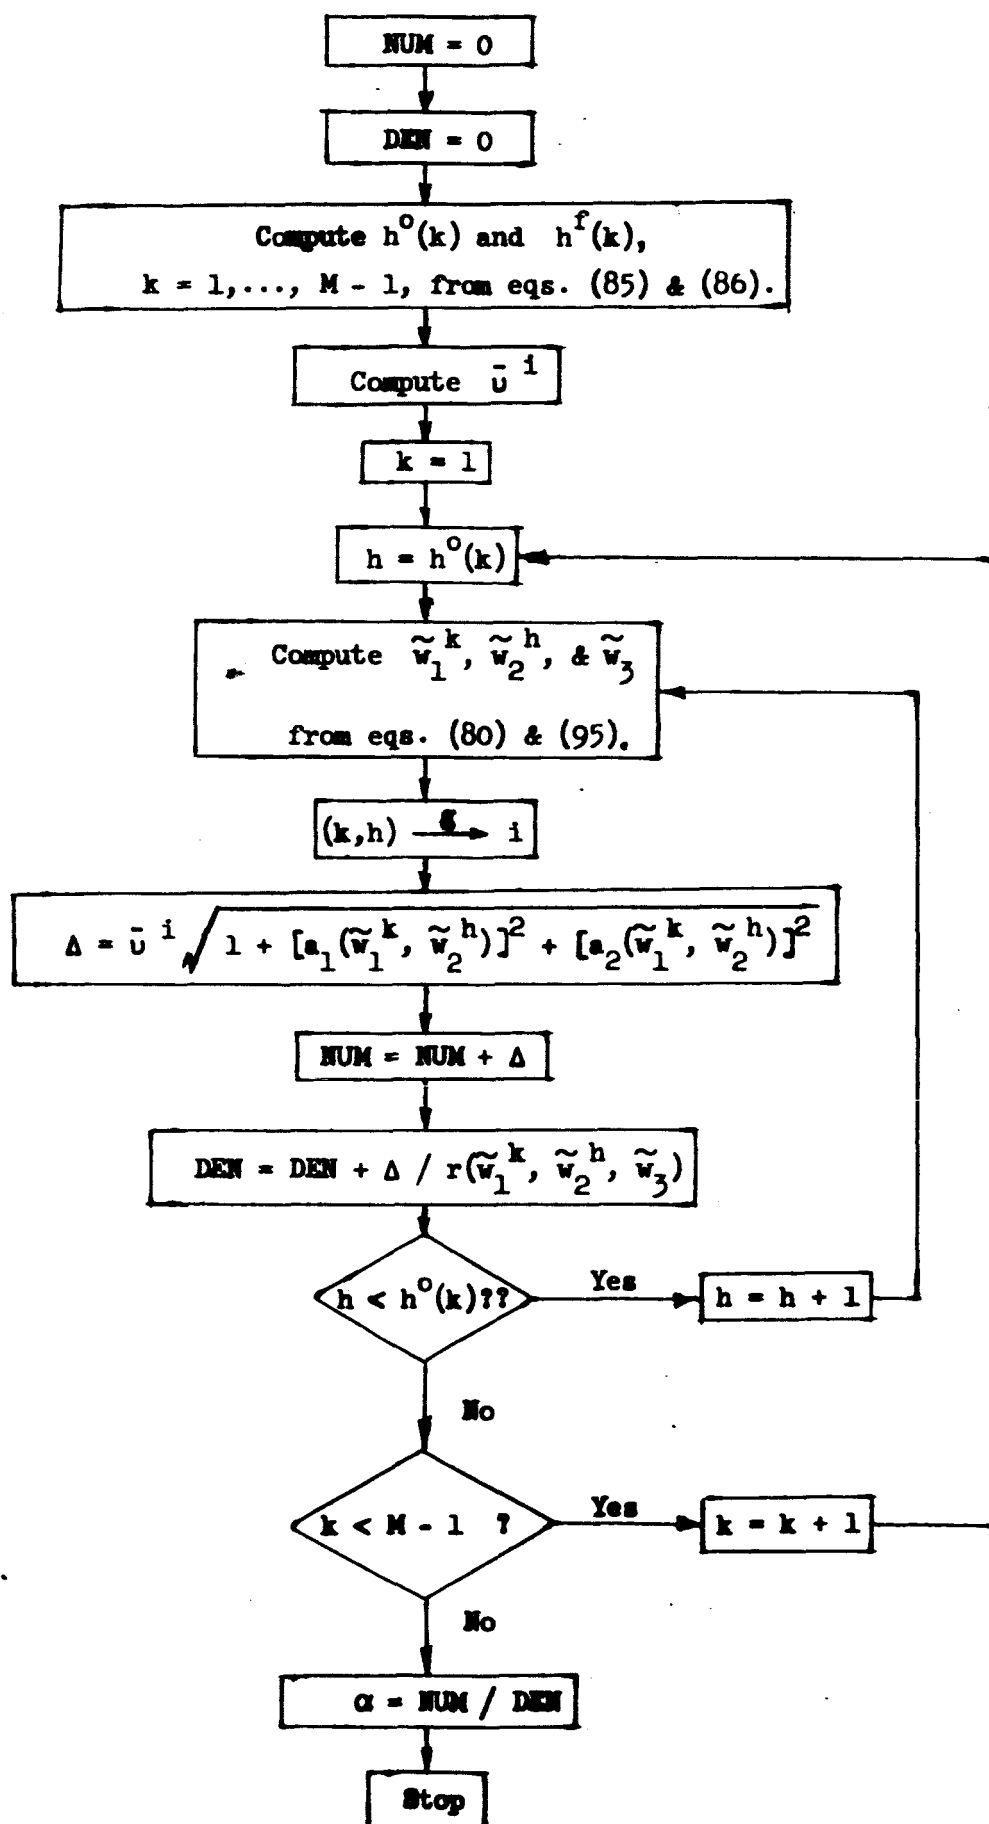 NUM = 0
DEN = 0
Compute h^o(k) and h^f(k),
k = 1,..., M - 1, from eqs. (85) & (86).
Compute ῡ^i
k = 1
h = h^o(k)
Compute w̃_1^k, w̃_2^h, & w̃_3
from eqs. (80) & (95).
(k,h) —g→ i
Δ = ῡ^i √(1 + [a_1(w̃_1^k, w̃_2^h)]^2 + [a_2(w̃_1^k, w̃_2^h)]^2)
NUM = NUM + Δ
DEN = DEN + Δ / r(w̃_1^k, w̃_2^h, w̃_3)
h < h^o(k)??
Yes
h = h + 1
No
k < M - 1 ?
Yes
k = k + 1
No
α = NUM / DEN
Stop